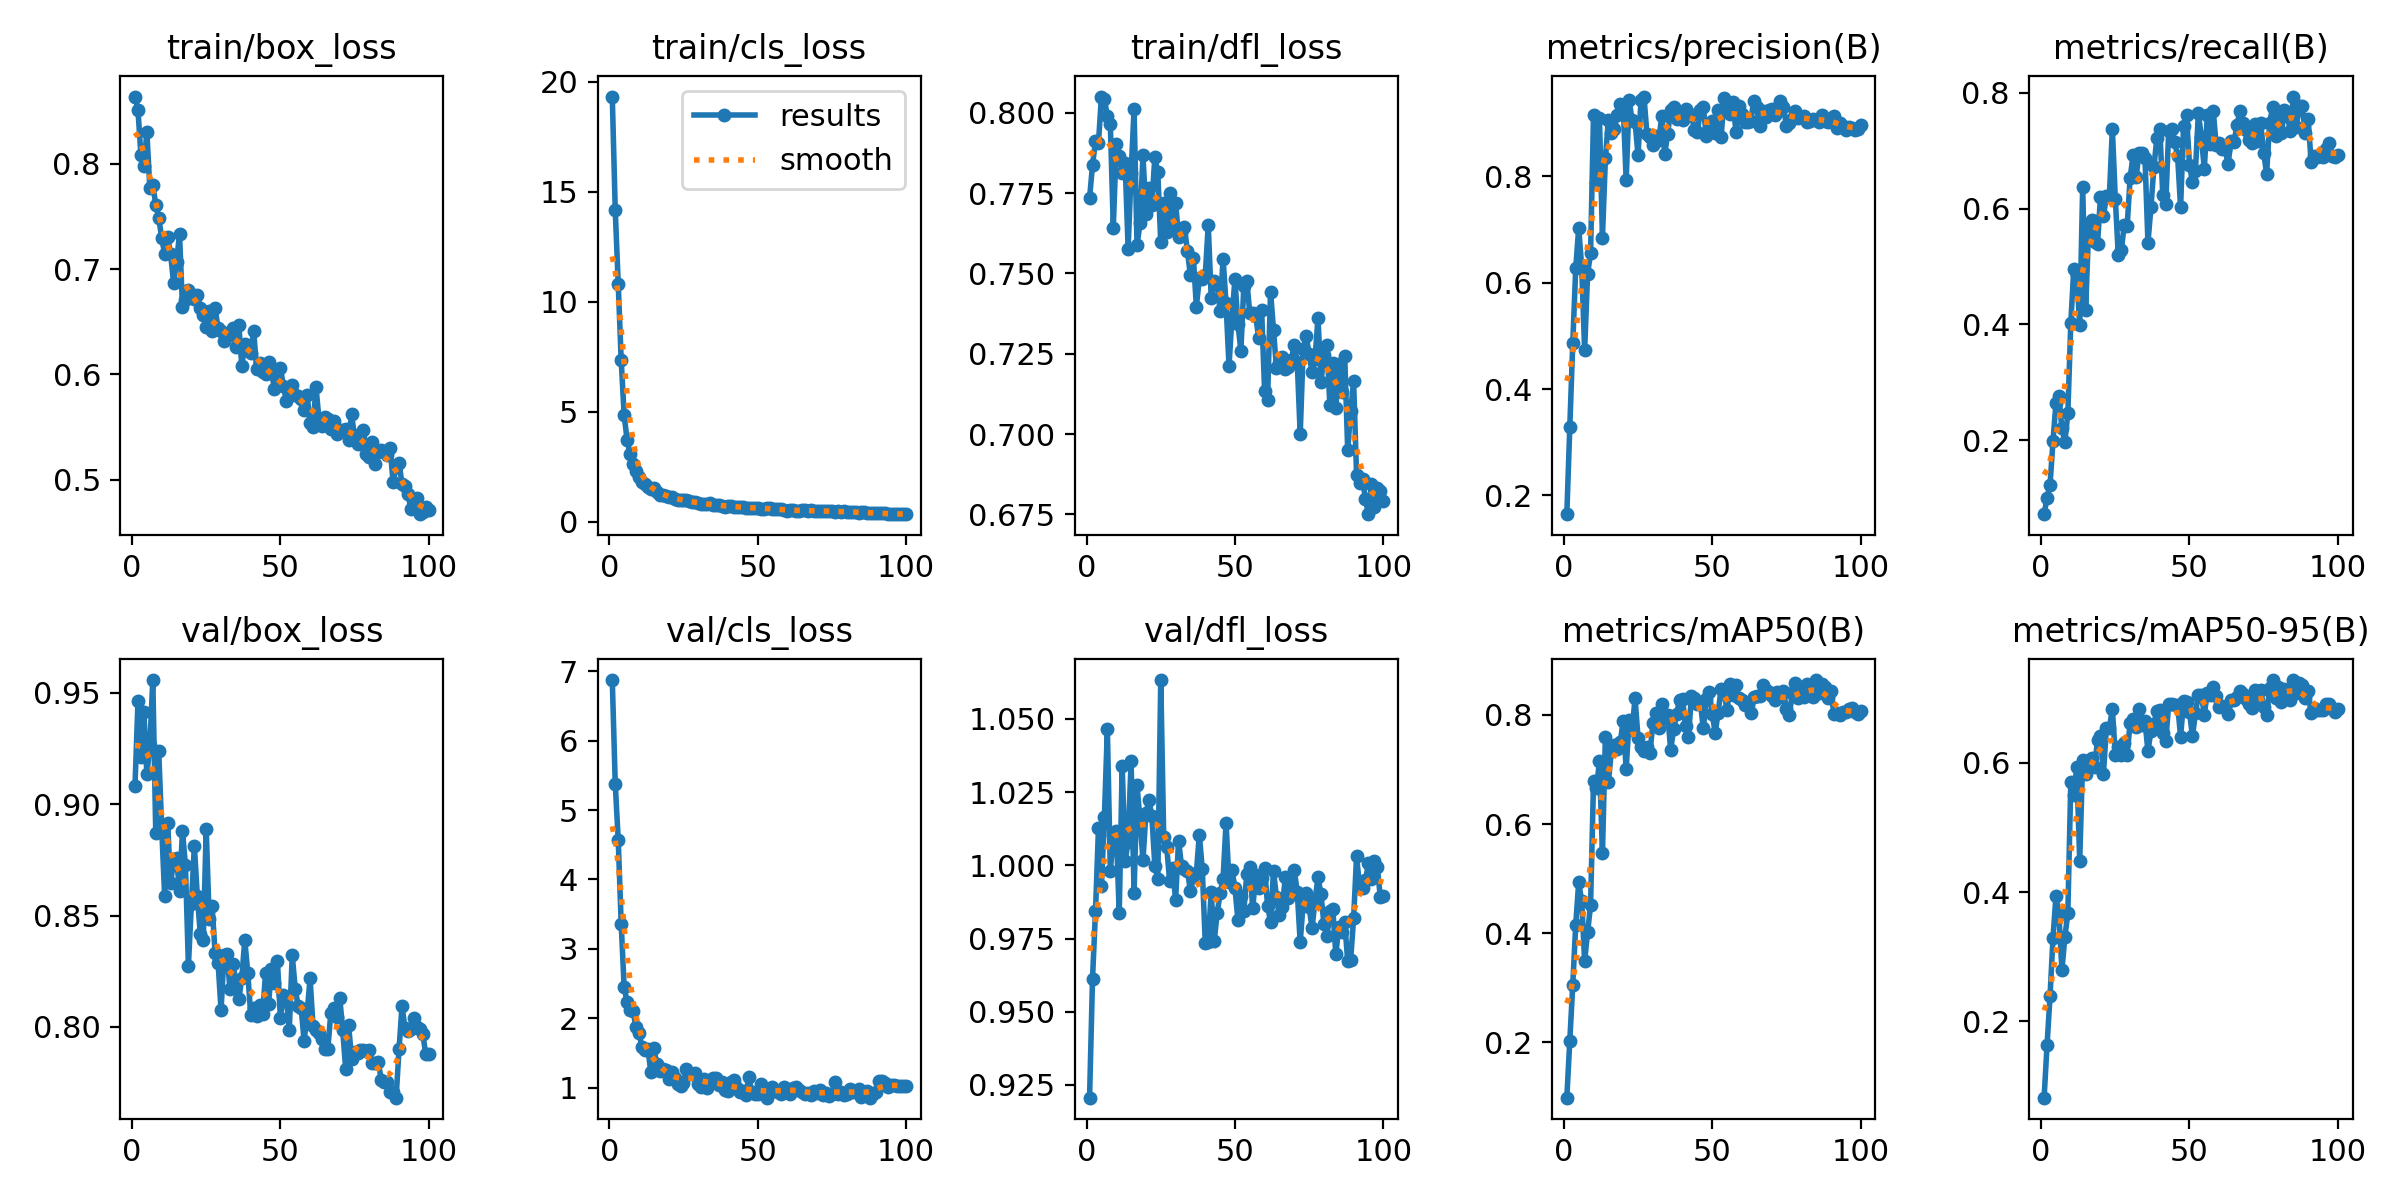 train/box_loss
0.8
0.7
0.6
0.5
0 50 100
train/cls_loss
20
15
10
5
0
results
smooth
0 50 100
train/dfl_loss
0.800
0.775
0.750
0.725
0.700
0.675
0 50 100
metrics/precision(B)
0.8
0.6
0.4
0.2
0 50 100
metrics/recall(B)
0.8
0.6
0.4
0.2
0 50 100
val/box_loss
0.95
0.90
0.85
0.80
0 50 100
val/cls_loss
7
6
5
4
3
2
1
0 50 100
val/dfl_loss
1.050
1.025
1.000
0.975
0.950
0.925
0 50 100
metrics/mAP50(B)
0.8
0.6
0.4
0.2
0 50 100
metrics/mAP50-95(B)
0.6
0.4
0.2
0 50 100